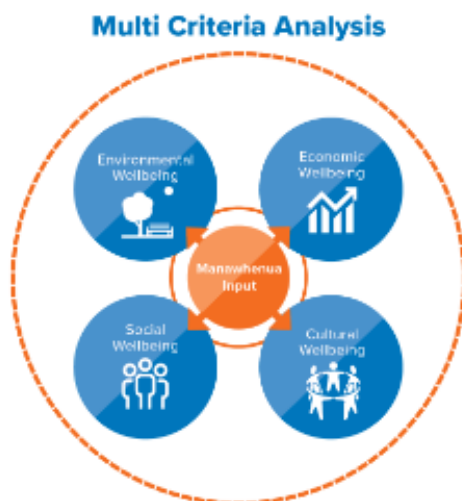 Multi Criteria Analysis
Environmental
Wellbeing
Economic
Wellbeing
Manawhenua
Input
Social
Wellbeing
Cultural
Wellbeing